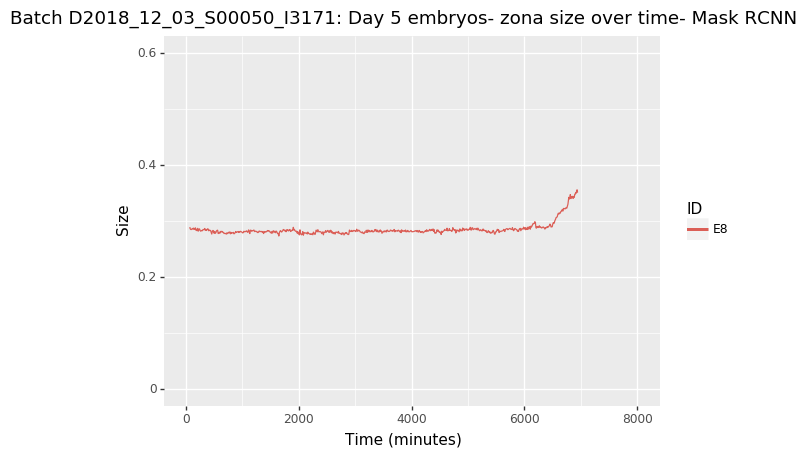 Batch D2018_12_03_S00050_I3171: Day 5 embryos- zona size over time- Mask RCNN
0.6
0.4
0.2
0
Size
0 2000 4000 6000 8000
Time (minutes)
ID
E8